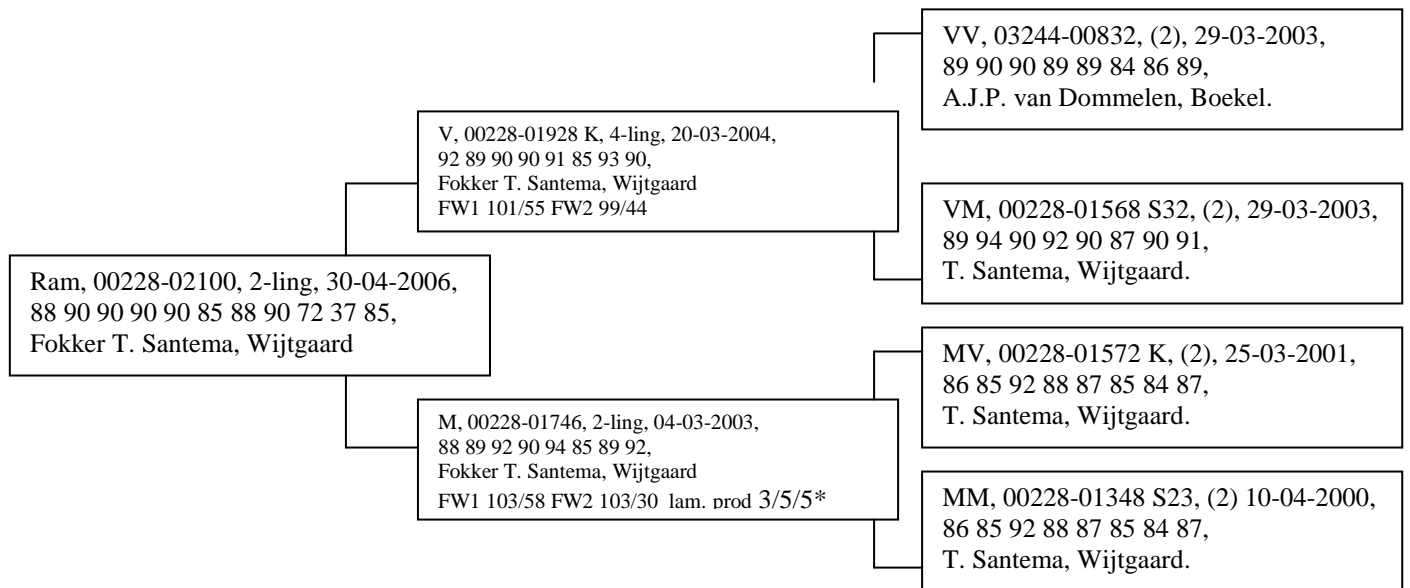 VV, 03244-00832, (2), 29-03-2003,
89 90 90 89 89 84 86 89,
A.J.P. van Dommelen, Boekel.
V, 00228-01928 K, 4-ling, 20-03-2004,
92 89 90 90 91 85 93 90,
Fokker T. Santema, Wijtgaard
FW1 101/55 FW2 99/44
VM, 00228-01568 S32, (2), 29-03-2003,
89 94 90 92 90 87 90 91,
T. Santema, Wijtgaard.
Ram, 00228-02100, 2-ling, 30-04-2006,
88 90 90 90 90 85 88 90 72 37 85,
Fokker T. Santema, Wijtgaard
MV, 00228-01572 K, (2), 25-03-2001,
86 85 92 88 87 85 84 87,
T. Santema, Wijtgaard.
M, 00228-01746, 2-ling, 04-03-2003,
88 89 92 90 94 85 89 92,
Fokker T. Santema, Wijtgaard
FW1 103/58 FW2 103/30 lam. prod 3/5/5*
MM, 00228-01348 S23, (2) 10-04-2000,
86 85 92 88 87 85 84 87,
T. Santema, Wijtgaard.